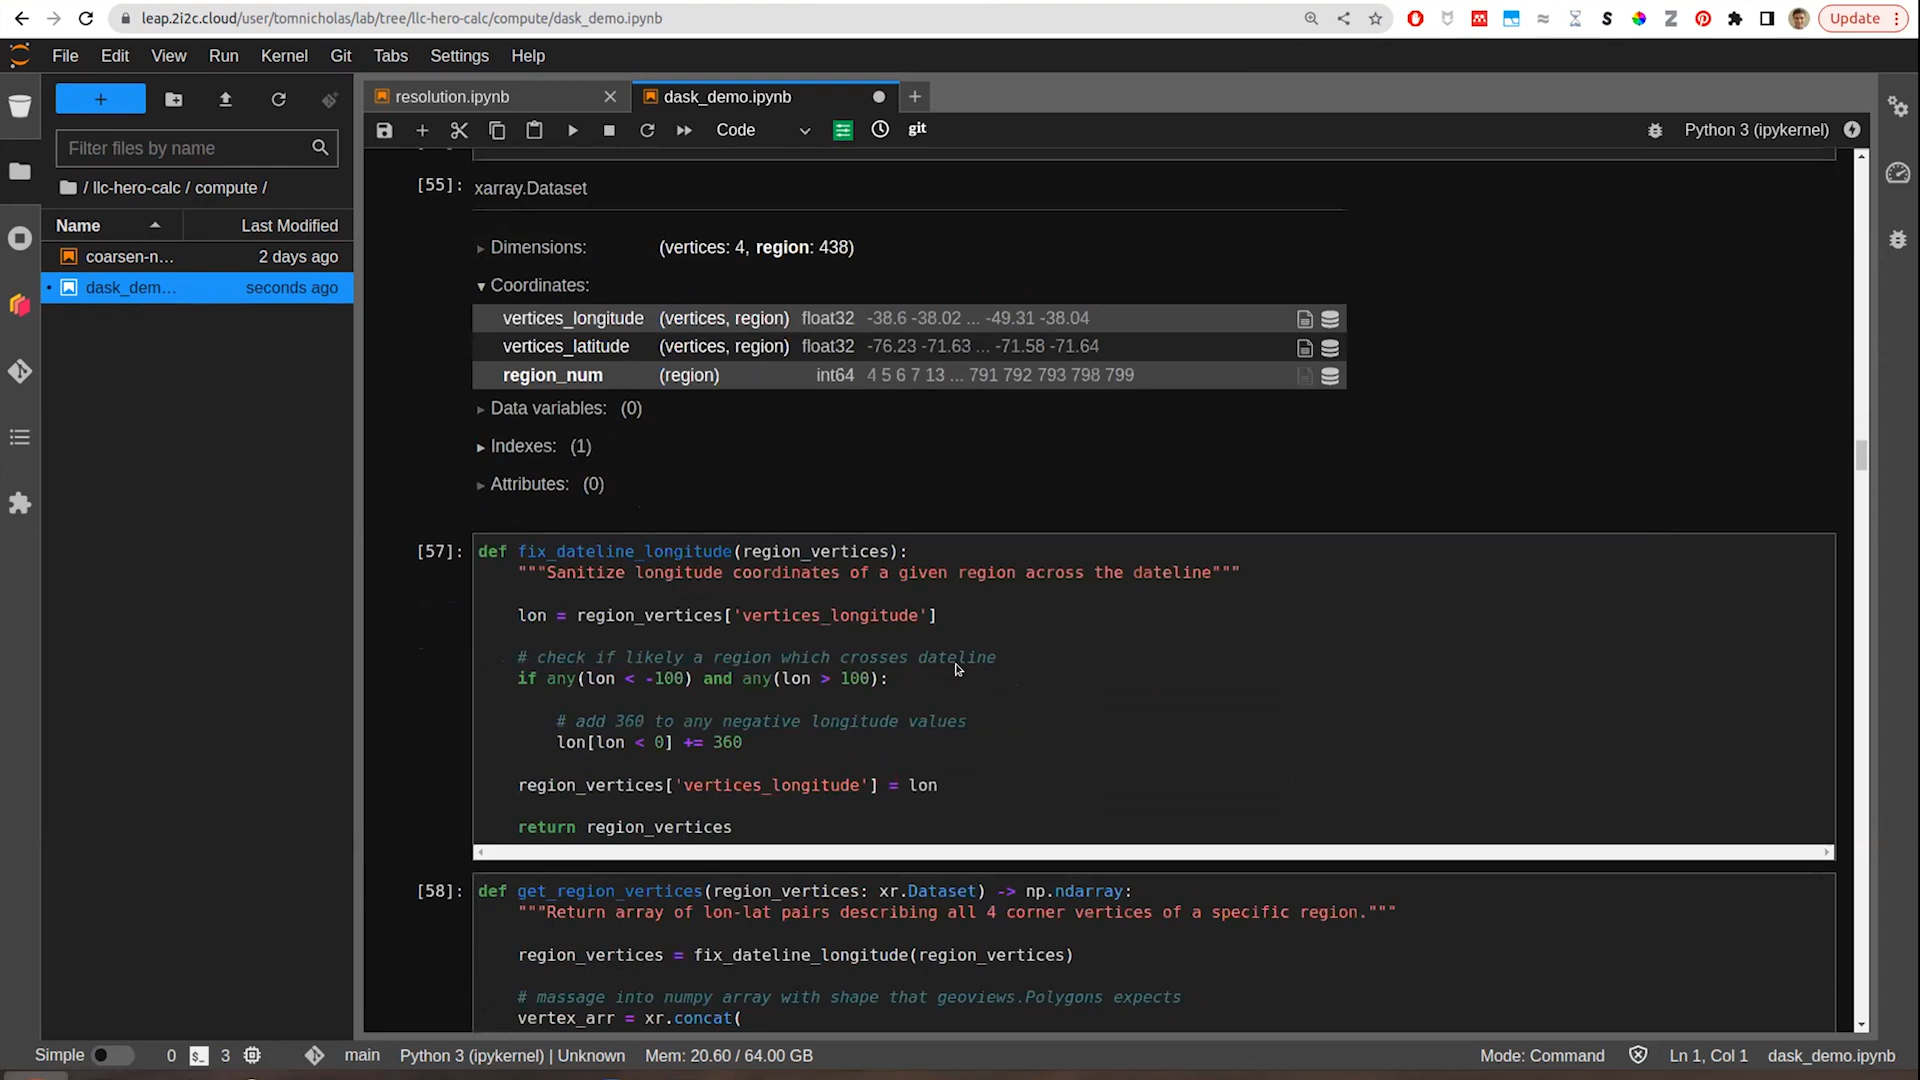 leap.2i2c.cloud/user/tomnicholas/lab/tree/llc-hero-calc/compute/dask_demo.ipynb
Update
File Edit View Run Kernel Git Tabs Settings Help
resolution.ipynb
dask_demo.ipynb
Code
git
Python 3 (ipykernel)
Filter files by name
/ llc-hero-calc / compute /
Name Last Modified
coarsen-n… 2 days ago
dask_dem… seconds ago
[55]: xarray.Dataset
Dimensions: (vertices: 4, region: 438)
Coordinates:
vertices_longitude (vertices, region) float32 -38.6 -38.02 ... -49.31 -38.04
vertices_latitude (vertices, region) float32 -76.23 -71.63 ... -71.58 -71.64
region_num (region) int64 4 5 6 7 13 ... 791 792 793 798 799
Data variables: (0)
Indexes: (1)
Attributes: (0)
[57]: def fix_dateline_longitude(region_vertices):
"""Sanitize longitude coordinates of a given region across the dateline"""
lon = region_vertices['vertices_longitude']
# check if likely a region which crosses dateline
if any(lon < -100) and any(lon > 100):
# add 360 to any negative longitude values
lon[lon < 0] += 360
region_vertices['vertices_longitude'] = lon
return region_vertices
[58]: def get_region_vertices(region_vertices: xr.Dataset) -> np.ndarray:
"""Return array of lon-lat pairs describing all 4 corner vertices of a specific region."""
region_vertices = fix_dateline_longitude(region_vertices)
# massage into numpy array with shape that geoviews.Polygons expects
vertex_arr = xr.concat(
Simple 0 3 main Python 3 (ipykernel) | Unknown Mem: 20.60 / 64.00 GB Mode: Command Ln 1, Col 1 dask_demo.ipynb